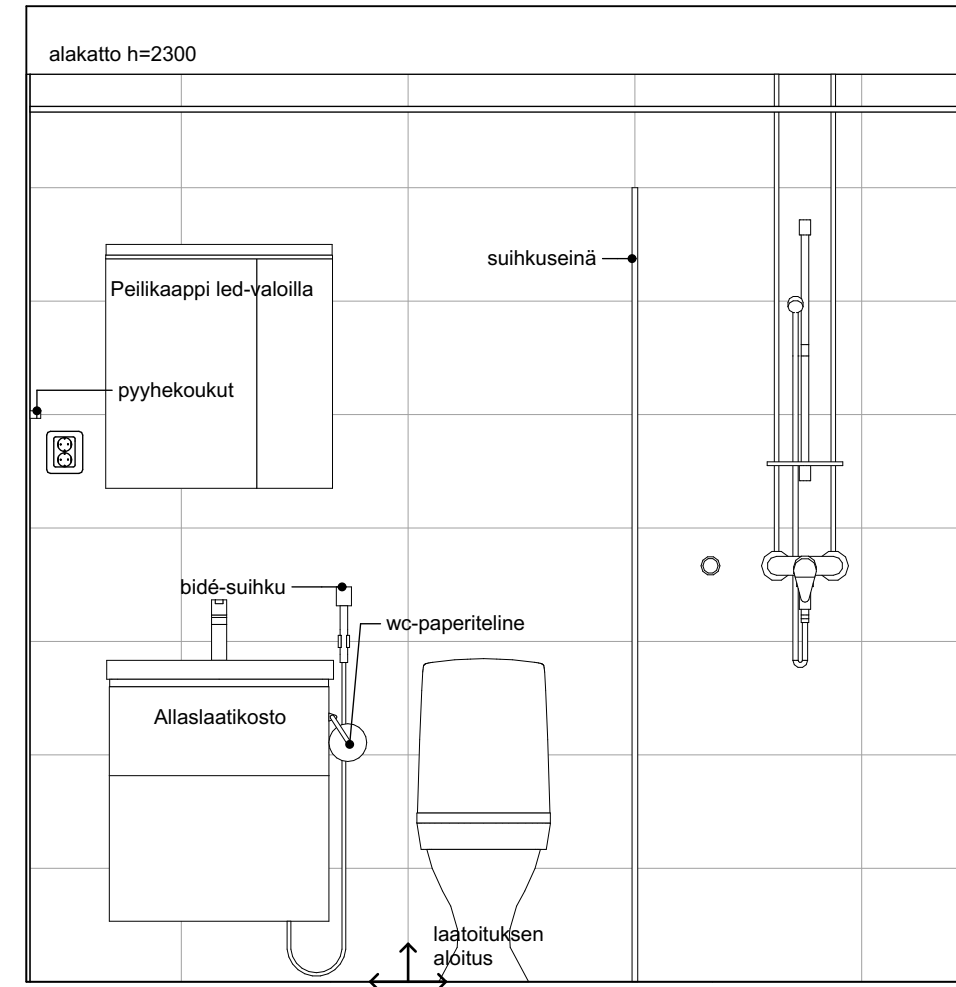 alakatto h=2300
suihkuseinä
Peilikaappi led-valoilla
pyyhekoukut
bidé-suihku
wc-paperiteline
Allaslaatikosto
laatoituksen
aloitus